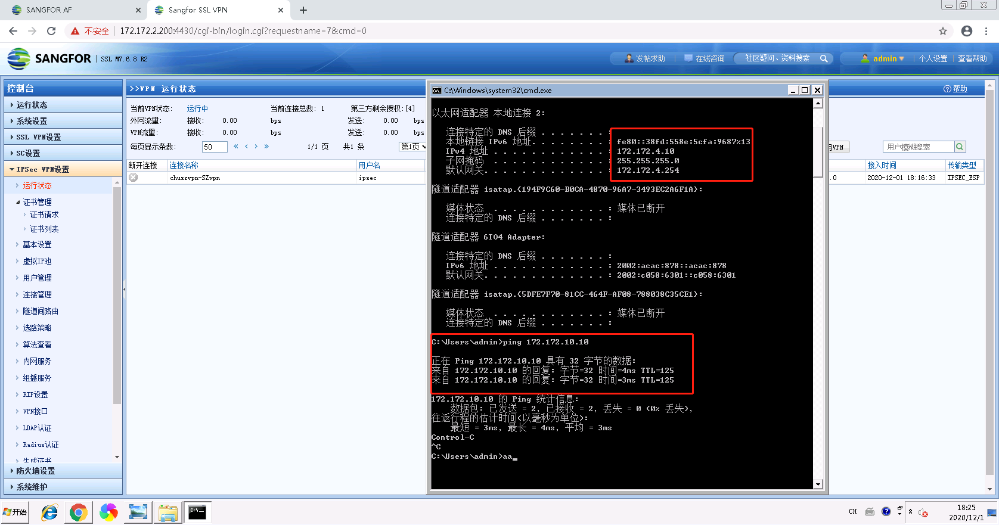 SANGFOR AF
Sangfor SSL VPN
不安全 172.172.2.200:4430/cgi-bin/login.cgi?requestname=7&cmd=0
SANGFOR SSL M7.6.8 R2
发帖求助 在线咨询 社区疑问、资料搜索 admin 个人设置 查看帮助
控制台
运行状态
系统设置
SSL VPN设置
SC设置
IPSec VPN设置
运行状态
证书管理
证书请求
证书列表
基本设置
虚拟IP池
用户管理
连接管理
隧道间路由
选路策略
算法查看
内网服务
组播服务
RIP设置
VPN接口
LDAP认证
Radius认证
生成证书
防火墙设置
系统维护
>>VPN 运行状态
帮助
当前VPN状态: 运行中 当前连接总数: 1 第三方剩余授权:[4]
外网流量: 接收: 0.00 bps 发送: 0.00 bps
VPN流量: 接收: 0.00 bps 发送: 0.00 bps
每页显示条数: 50 « ‹ › » 1/1 页 共1 条 第1页
VPN 用户模糊搜索
断开连接 连接名称 用户名 接入时间 传输类型
chuszvpn-SZvpn ipsec .0 2020-12-01 18:16:33 IPSEC_ESP
C:\Windows\system32\cmd.exe
以太网适配器 本地连接 2:
连接特定的 DNS 后缀 . . . . . . . :
本地链接 IPv6 地址. . . . . . . . : fe80::38fd:558e:5cfa:9687%13
IPv4 地址 . . . . . . . . . . . . : 172.172.4.10
子网掩码 . . . . . . . . . . . . : 255.255.255.0
默认网关. . . . . . . . . . . . . : 172.172.4.254
隧道适配器 isatap.{194F9C60-B0CA-4870-96A7-3493EC2A6F1A}:
媒体状态 . . . . . . . . . . . . : 媒体已断开
连接特定的 DNS 后缀 . . . . . . . :
隧道适配器 6TO4 Adapter:
连接特定的 DNS 后缀 . . . . . . . :
IPv6 地址 . . . . . . . . . . . . : 2002:acac:878::acac:878
默认网关. . . . . . . . . . . . . : 2002:c058:6301::c058:6301
隧道适配器 isatap.{5DFE7F70-81CC-464F-AF08-788038C35CE1}:
媒体状态 . . . . . . . . . . . . : 媒体已断开
连接特定的 DNS 后缀 . . . . . . . :
C:\Users\admin>ping 172.172.10.10
正在 Ping 172.172.10.10 具有 32 字节的数据:
来自 172.172.10.10 的回复: 字节=32 时间=4ms TTL=125
来自 172.172.10.10 的回复: 字节=32 时间=3ms TTL=125
172.172.10.10 的 Ping 统计信息:
数据包: 已发送 = 2, 已接收 = 2, 丢失 = 0 (0% 丢失),
往返行程的估计时间(以毫秒为单位):
最短 = 3ms, 最长 = 4ms, 平均 = 3ms
Control-C
^C
C:\Users\admin>aa_
开始
CH
18:25
2020/12/1